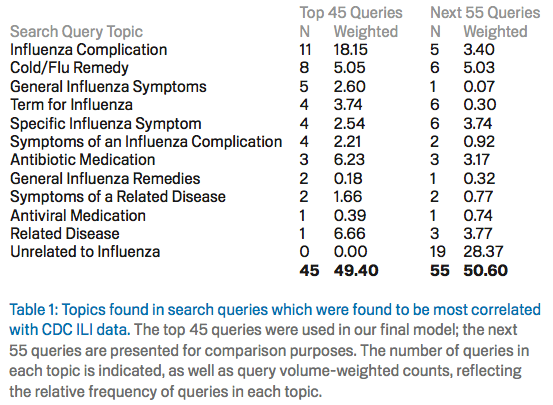 Top 45 Queries Next 55 Queries
Search Query Topic N Weighted N Weighted
Influenza Complication 11 18.15 5 3.40
Cold/Flu Remedy 8 5.05 6 5.03
General Influenza Symptoms 5 2.60 1 0.07
Term for Influenza 4 3.74 6 0.30
Specific Influenza Symptom 4 2.54 6 3.74
Symptoms of an Influenza Complication 4 2.21 2 0.92
Antibiotic Medication 3 6.23 3 3.17
General Influenza Remedies 2 0.18 1 0.32
Symptoms of a Related Disease 2 1.66 2 0.77
Antiviral Medication 1 0.39 1 0.74
Related Disease 1 6.66 3 3.77
Unrelated to Influenza 0 0.00 19 28.37
45 49.40 55 50.60
Table 1: Topics found in search queries which were found to be most correlated
with CDC ILI data. The top 45 queries were used in our final model; the next
55 queries are presented for comparison purposes. The number of queries in
each topic is indicated, as well as query volume-weighted counts, reflecting
the relative frequency of queries in each topic.